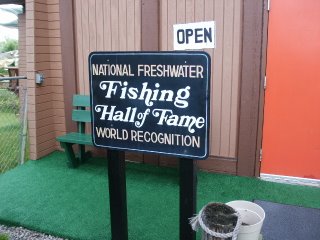 OPEN
NATIONAL FRESHWATER
Fishing
Hall of Fame
WORLD RECOGNITION